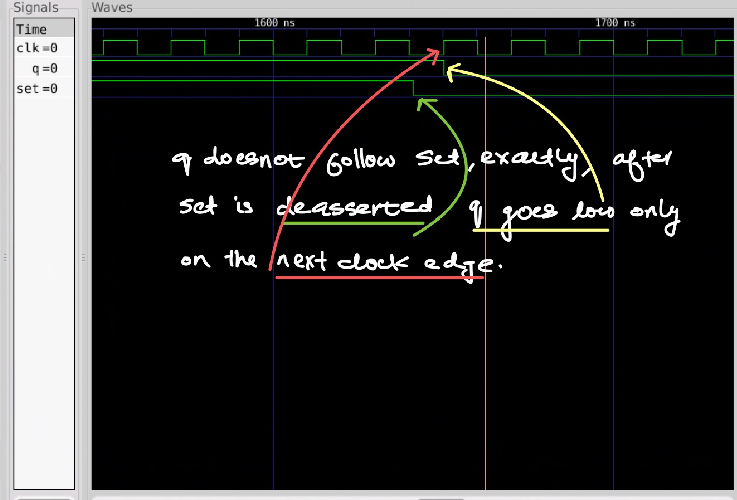 Signals
Waves
Time
1600 ns
1700 ns
clk=0
q=0
set=0
q doesnot follow set, exactly, after
set is deasserted q goes low only
on the next clock edge.